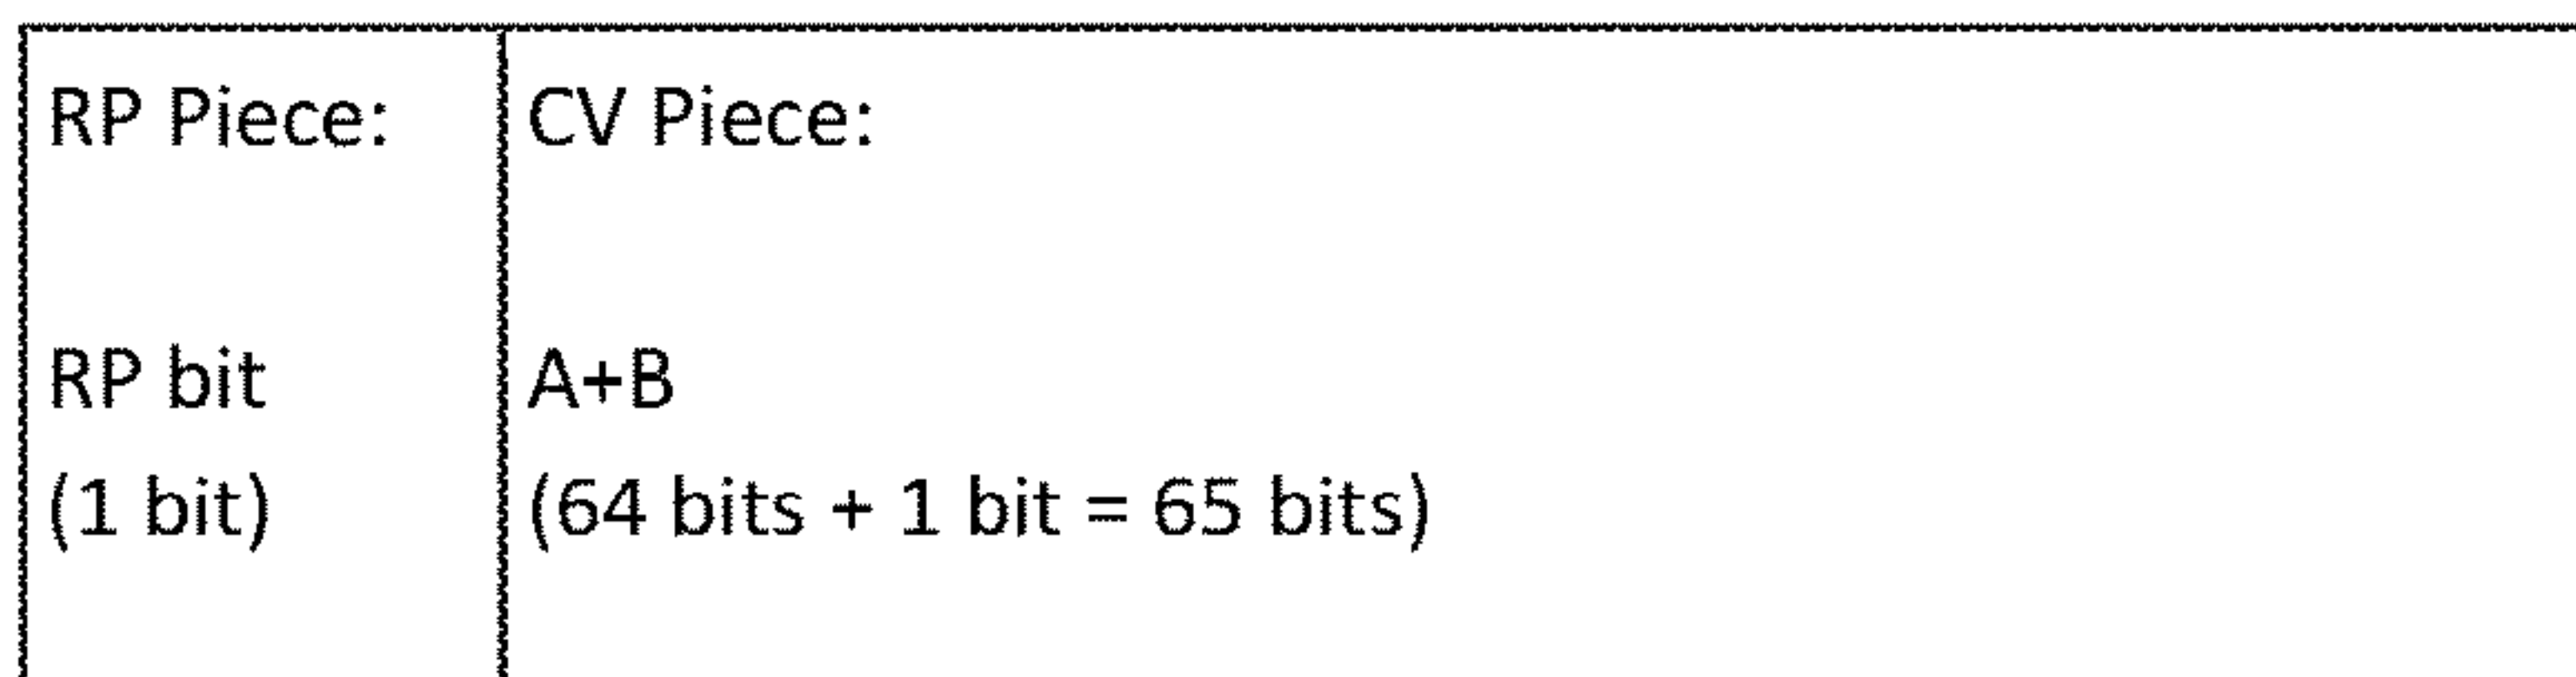 RP Piece:
RP bit
(1 bit)
CV Piece:
A+B
(64 bits + 1 bit = 65 bits)